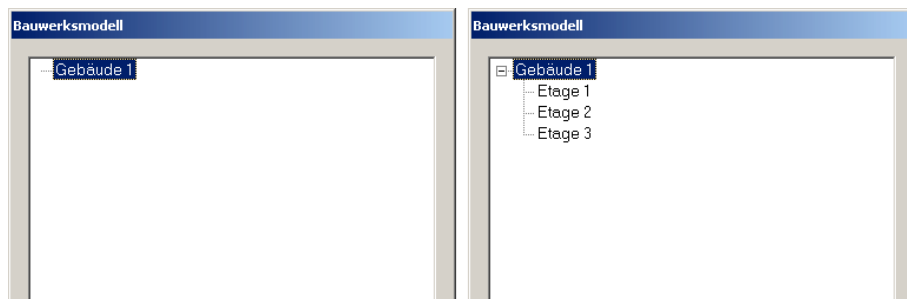 Bauwerksmodell
Gebäude 1
Bauwerksmodell
Gebäude 1
Etage 1
Etage 2
Etage 3